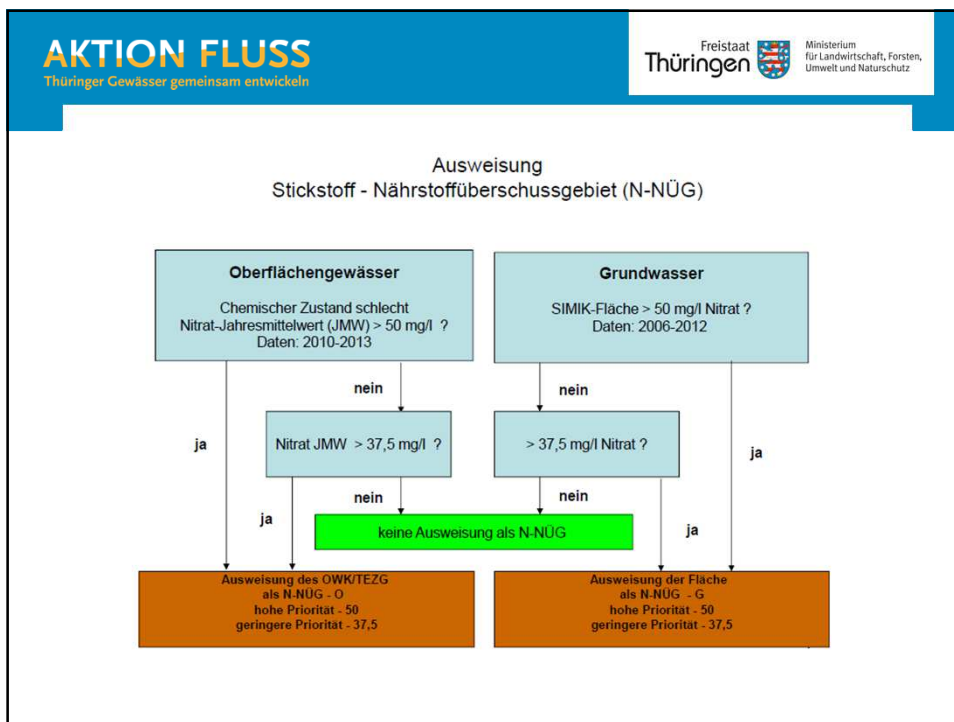 AKTION FLUSS
Thüringer Gewässer gemeinsam entwickeln
Freistaat
Thüringen
Ministerium
für Landwirtschaft, Forsten,
Umwelt und Naturschutz
Ausweisung
Stickstoff - Nährstoffüberschussgebiet (N-NÜG)
Oberflächengewässer
Chemischer Zustand schlecht
Nitrat-Jahresmittelwert (JMW) > 50 mg/l ?
Daten: 2010-2013
Grundwasser
SIMIK-Fläche > 50 mg/l Nitrat ?
Daten: 2006-2012
nein
nein
ja
Nitrat JMW > 37,5 mg/l ?
> 37,5 mg/l Nitrat ?
ja
nein
nein
ja
ja
keine Ausweisung als N-NÜG
Ausweisung des OWK/TEZG
als N-NÜG - O
hohe Priorität - 50
geringere Priorität - 37,5
Ausweisung der Fläche
als N-NÜG - G
hohe Priorität - 50
geringere Priorität - 37,5